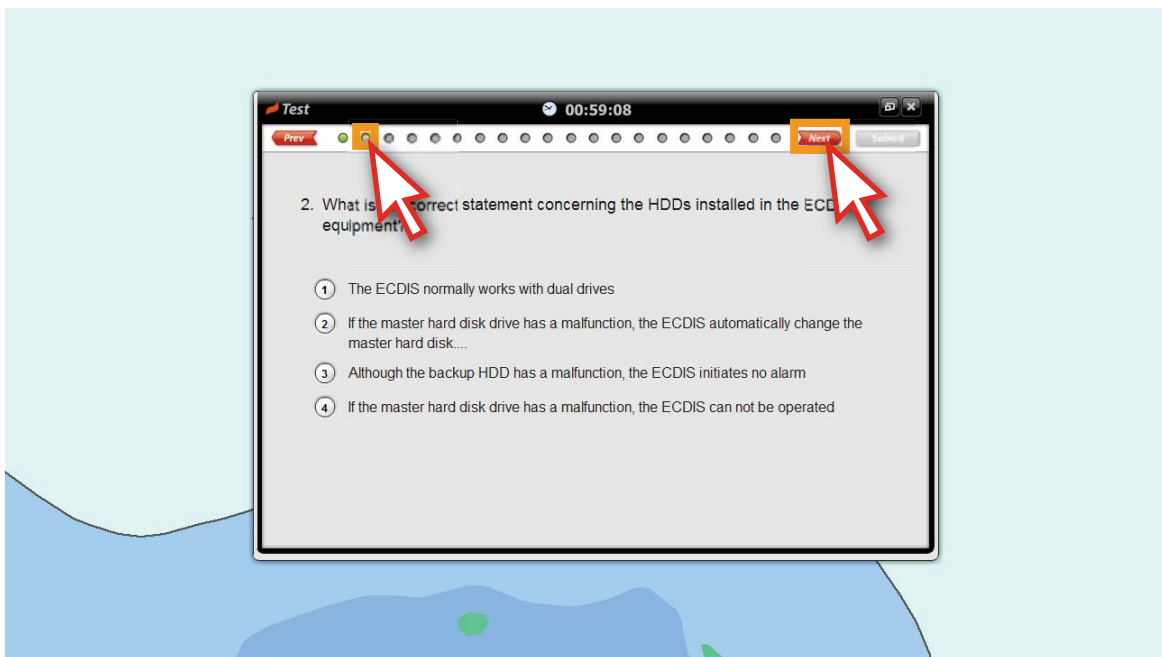 Test
00:59:08
Prev
Next
Submit
2. What is correct statement concerning the HDDs installed in the
equipment?
1 The ECDIS normally works with dual drives
2 If the master hard disk drive has a malfunction, the ECDIS automatically change the
master hard disk....
3 Although the backup HDD has a malfunction, the ECDIS initiates no alarm
4 If the master hard disk drive has a malfunction, the ECDIS can not be operated